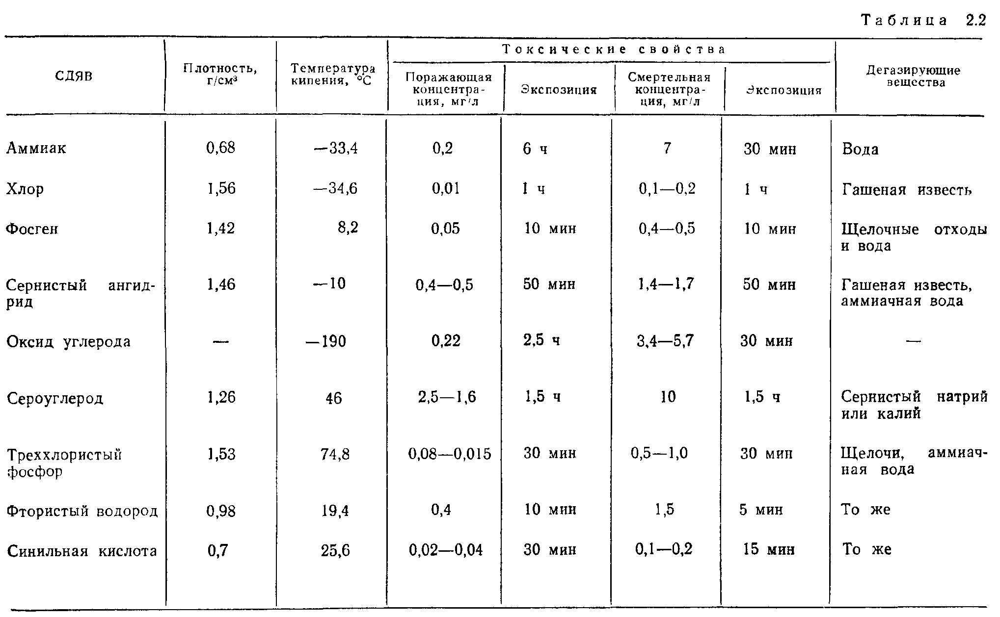 Таблица 2.2
СДЯВ
Плотность,
г/см³
Температура
кипения, °С
Токсические свойства
Поражающая
концентра-
ция, мг/л
Экспозиция
Смертельная
концентра-
ция, мг/л
Экспозиция
Дегазирующие
вещества
Аммиак 0,68 —33,4 0,2 6 ч 7 30 мин Вода
Хлор 1,56 —34,6 0,01 1 ч 0,1—0,2 1 ч Гашеная известь
Фосген 1,42 8,2 0,05 10 мин 0,4—0,5 10 мин Щелочные отходы
и вода
Сернистый ангид- 1,46 —10 0,4—0,5 50 мин 1,4—1,7 50 мин Гашеная известь,
рид аммиачная вода
Оксид углерода — —190 0,22 2,5 ч 3,4—5,7 30 мин —
Сероуглерод 1,26 46 2,5—1,6 1,5 ч 10 1,5 ч Сернистый натрий
или калий
Треххлористый 1,53 74,8 0,08—0,015 30 мин 0,5—1,0 30 мин Щелочи, аммиач-
фосфор ная вода
Фтористый водород 0,98 19,4 0,4 10 мин 1,5 5 мин То же
Синильная кислота 0,7 25,6 0,02—0,04 30 мин 0,1—0,2 15 мин То же